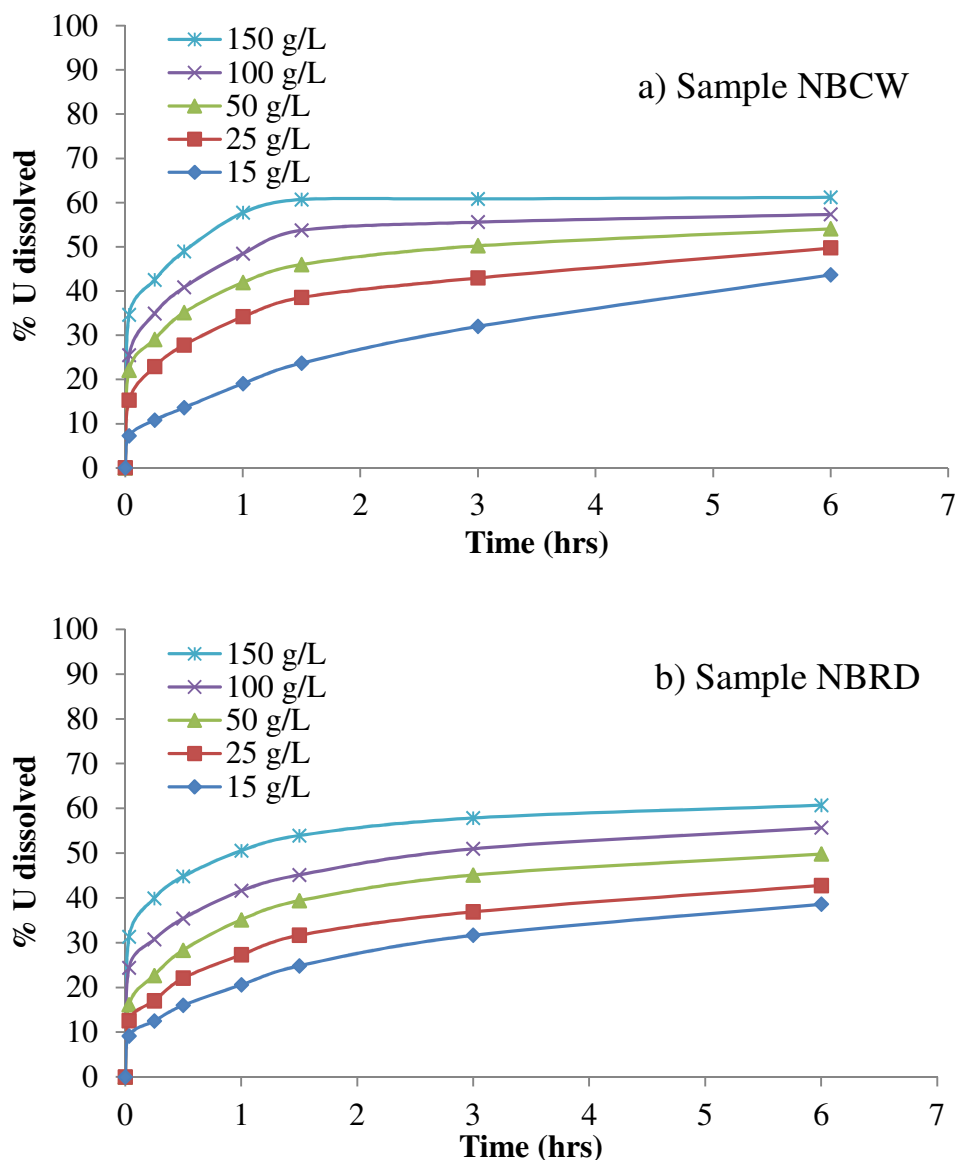 100
90
80
70
60
50
40
30
20
10
0
% U dissolved
150 g/L
100 g/L
50 g/L
25 g/L
15 g/L
a) Sample NBCW
0 1 2 3 4 5 6 7
Time (hrs)
100
90
80
70
60
50
40
30
20
10
0
% U dissolved
150 g/L
100 g/L
50 g/L
25 g/L
15 g/L
b) Sample NBRD
0 1 2 3 4 5 6 7
Time (hrs)